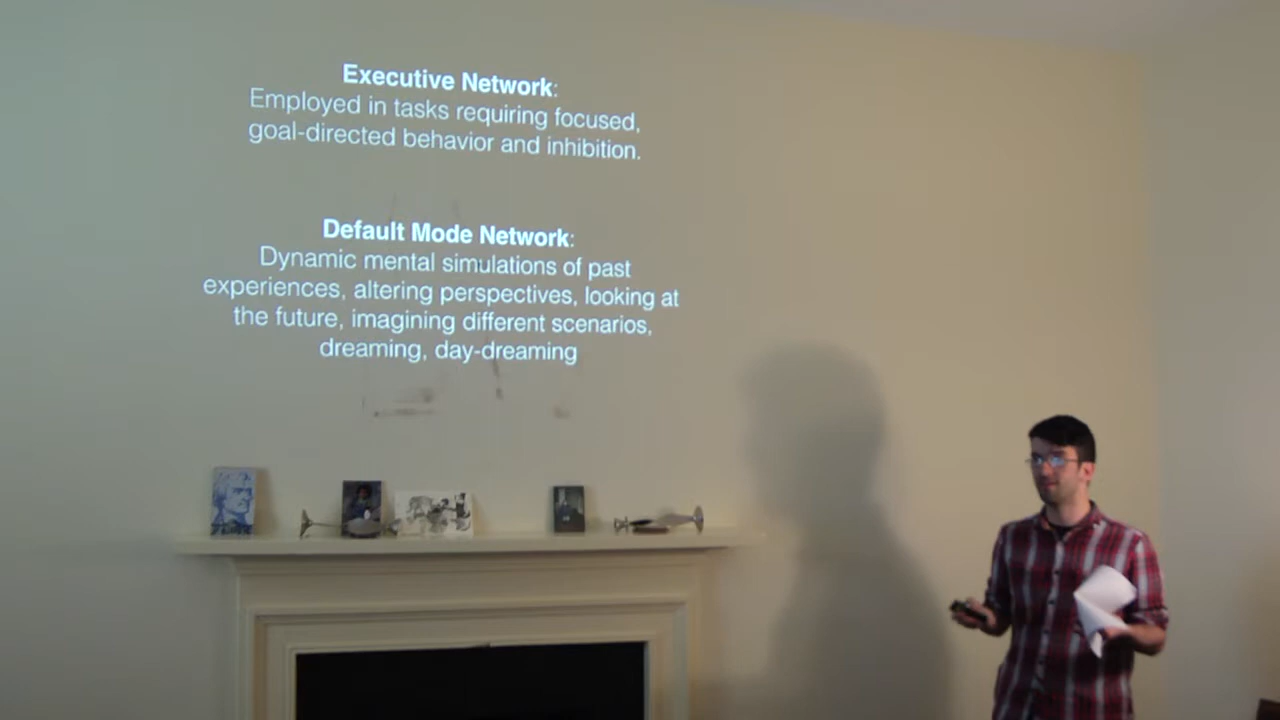 Executive Network:
Employed in tasks requiring focused,
goal-directed behavior and inhibition.
Default Mode Network:
Dynamic mental simulations of past
experiences, altering perspectives, looking at
the future, imagining different scenarios,
dreaming, day-dreaming